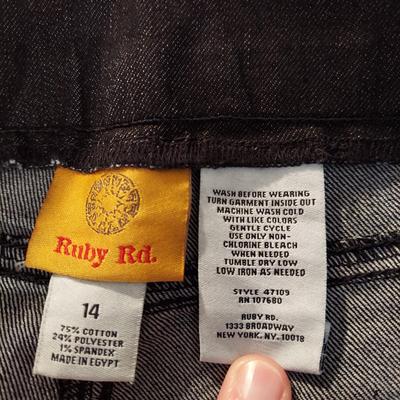 Ruby Rd.
14
75% COTTON
24% POLYESTER
1% SPANDEX
MADE IN EGYPT
WASH BEFORE WEARING
TURN GARMENT INSIDE OUT
MACHINE WASH COLD
WITH LIKE COLORS
GENTLE CYCLE
USE ONLY NON-
CHLORINE BLEACH
WHEN NEEDED
TUMBLE DRY LOW
LOW IRON AS NEEDED
STYLE 47109
RN 107680
RUBY RD.
1333 BROADWAY
NEW YORK, NY. 10018